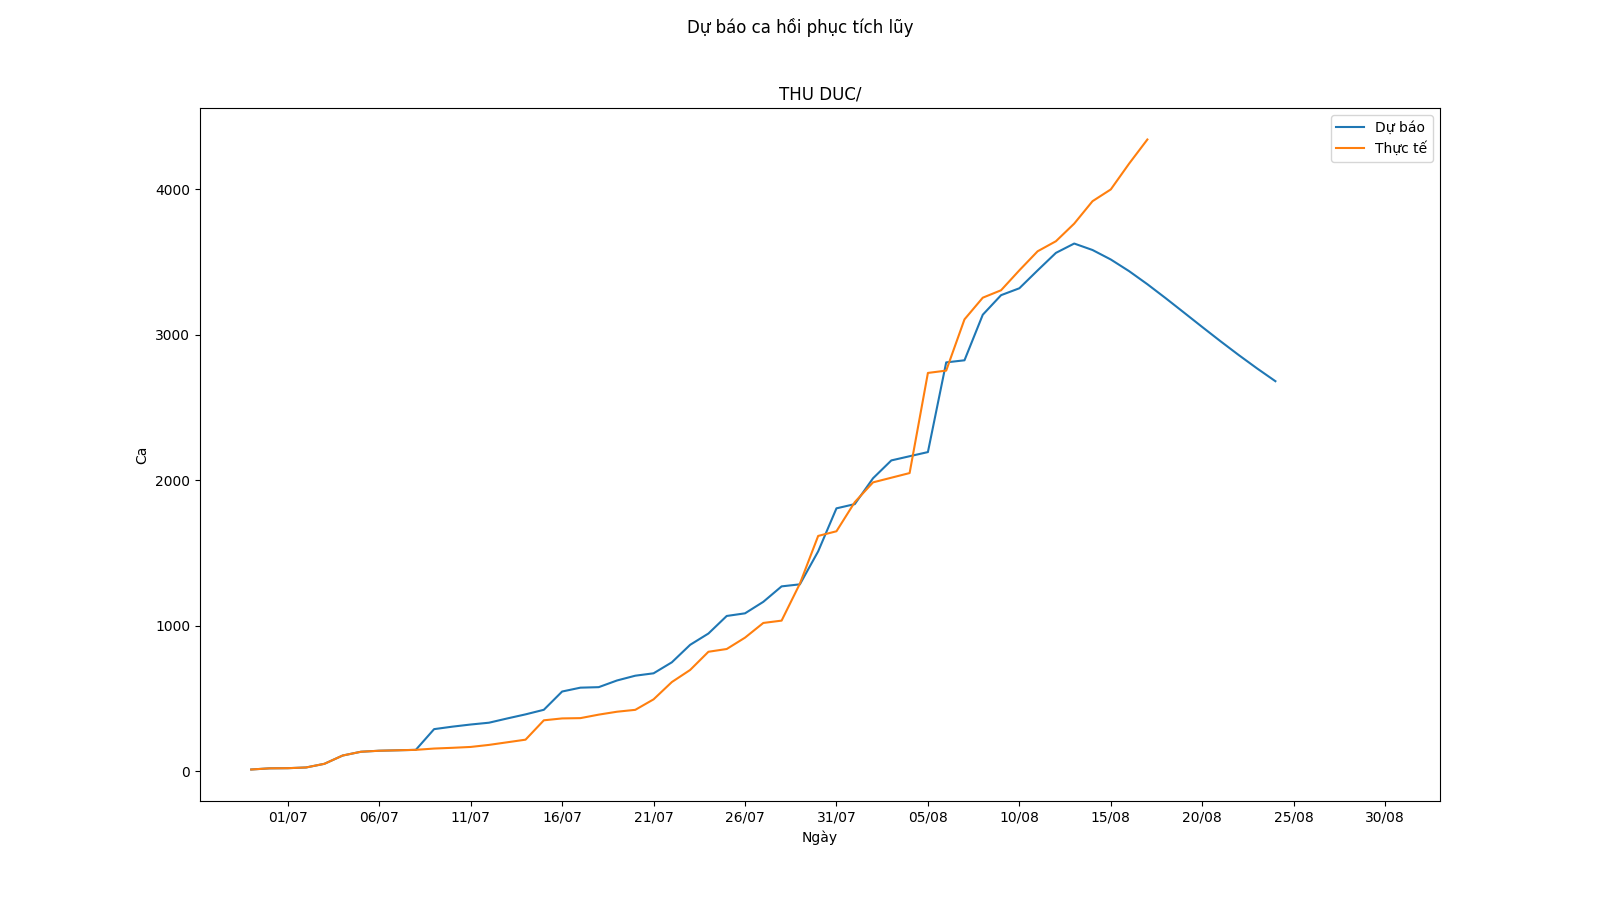 Dự báo ca hồi phục tích lũy
THU DUC/
Dự báo
Thực tế
4000
3000
2000
1000
0
Ca
01/07 06/07 11/07 16/07 21/07 26/07 31/07 05/08 10/08 15/08 20/08 25/08 30/08
Ngày